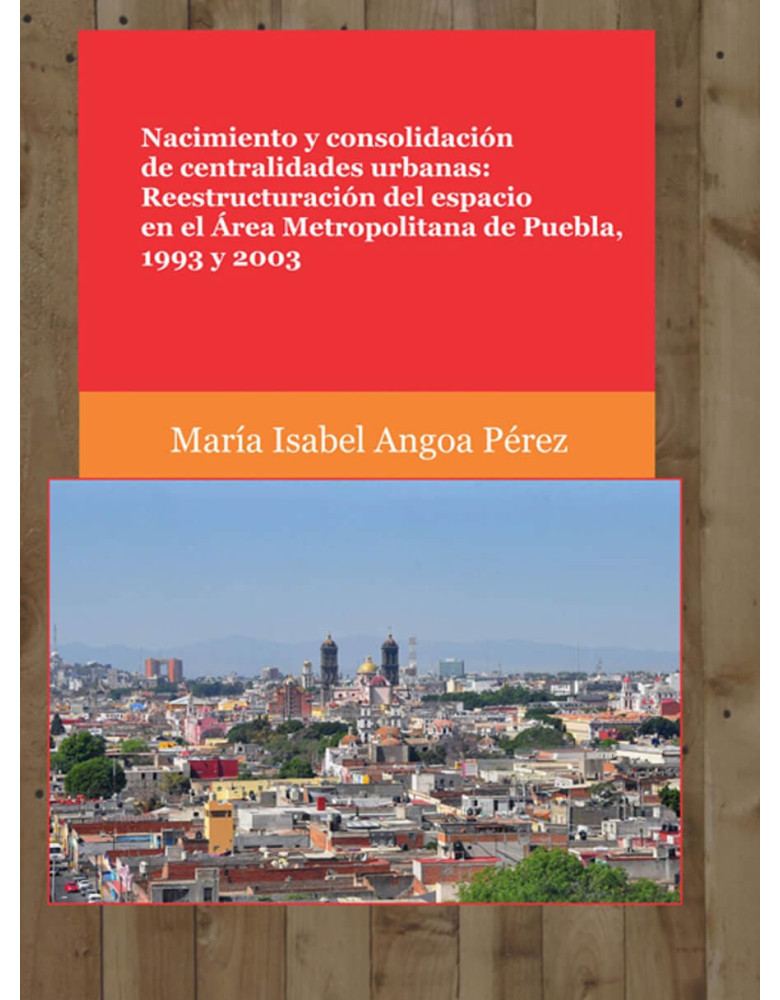 Nacimiento y consolidación
de centralidades urbanas:
Reestructuración del espacio
en el Área Metropolitana de Puebla,
1993 y 2003
María Isabel Angoa Pérez